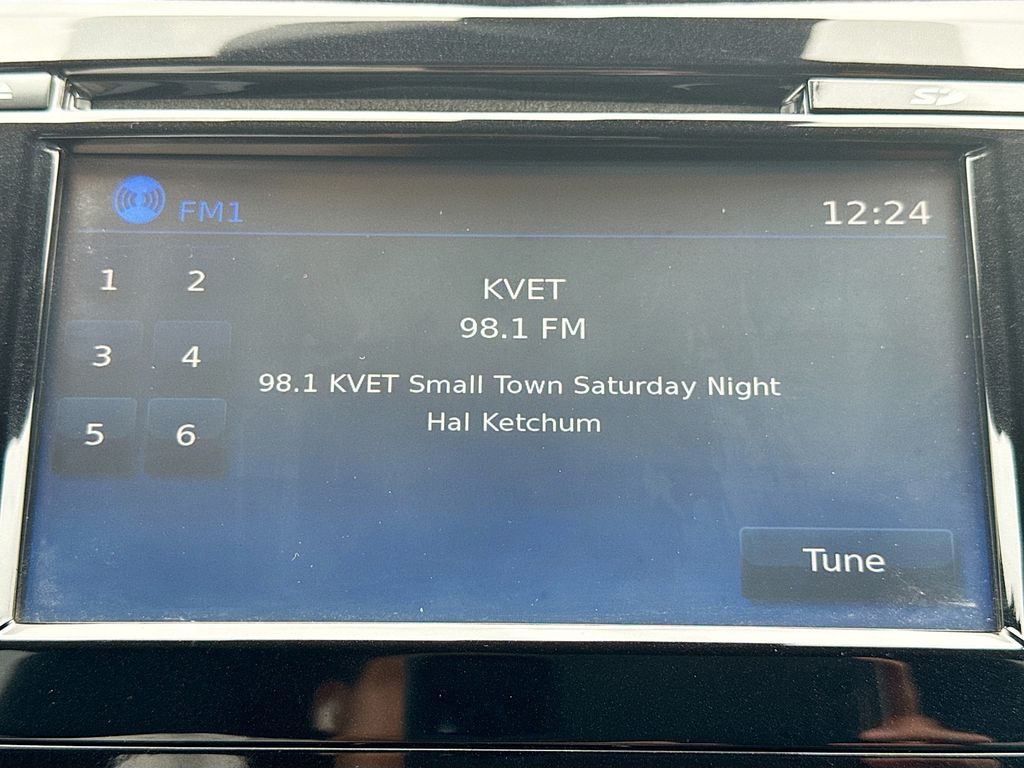 SD
FM1
12:24
1 2
KVET
98.1 FM
3 4
98.1 KVET Small Town Saturday Night
Hal Ketchum
5 6
Tune